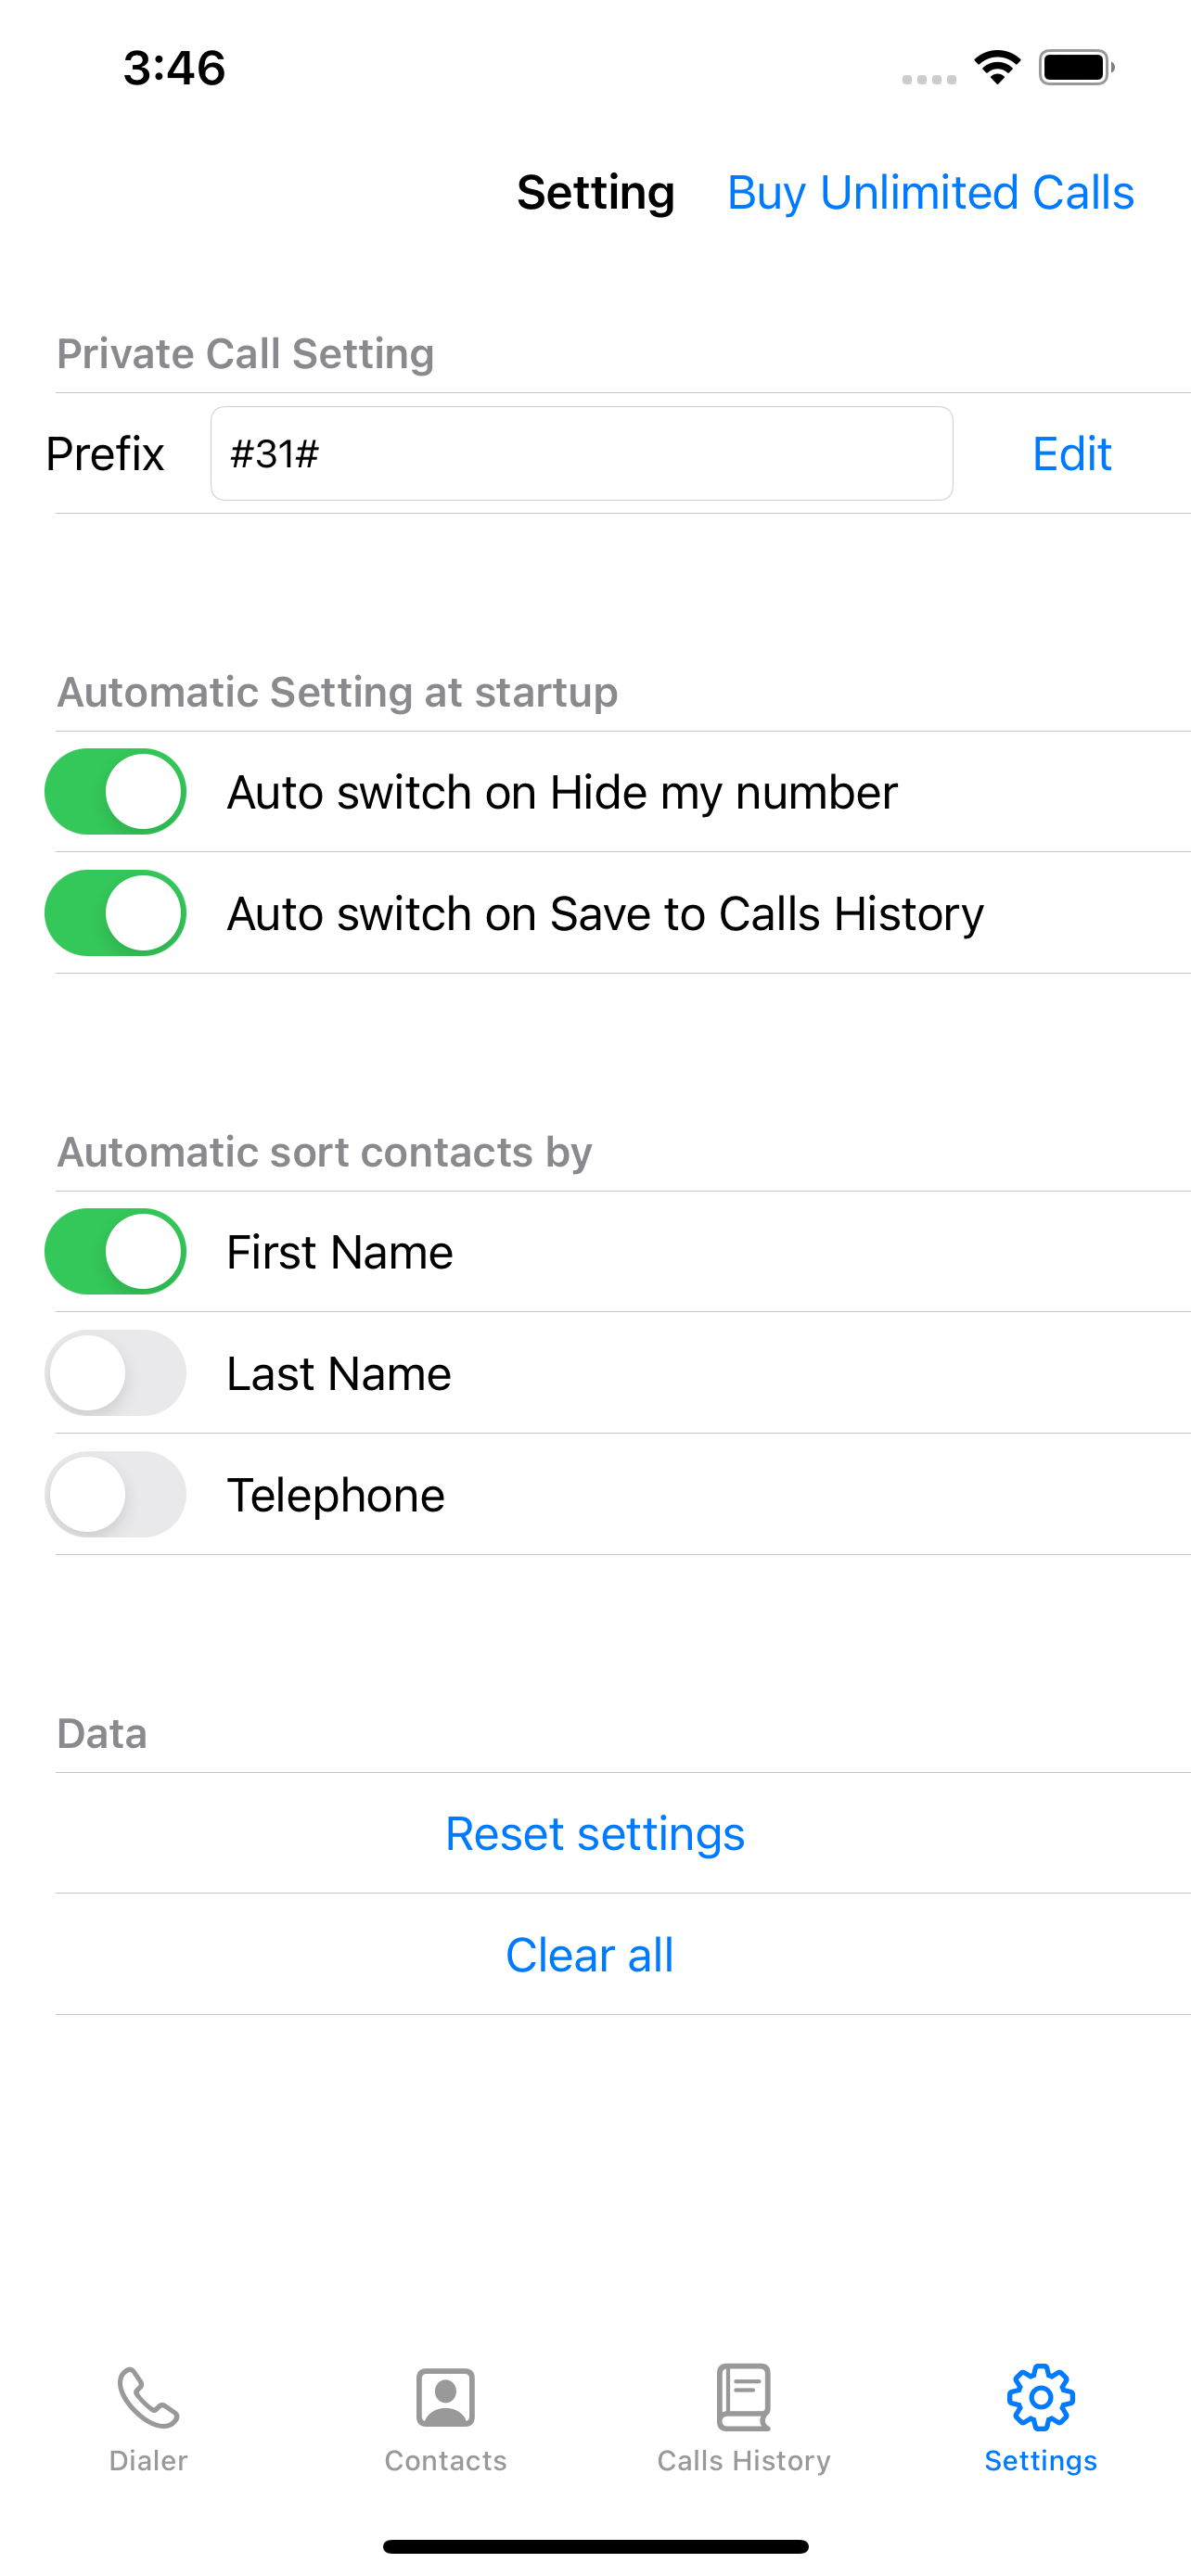 3:46
Setting
Buy Unlimited Calls
Private Call Setting
Prefix
#31#
Edit
Automatic Setting at startup
Auto switch on Hide my number
Auto switch on Save to Calls History
Automatic sort contacts by
First Name
Last Name
Telephone
Data
Reset settings
Clear all
Dialer
Contacts
Calls History
Settings